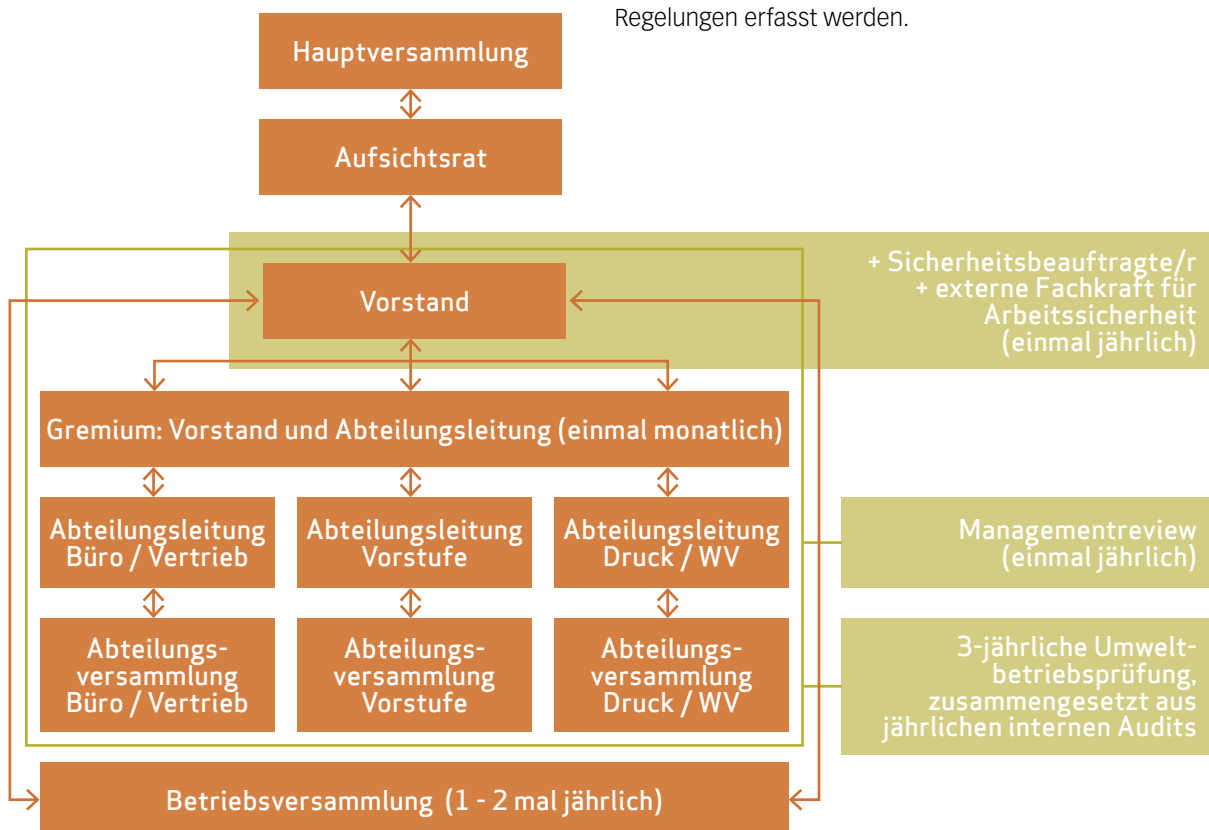 Regelungen erfasst werden.
Hauptversammlung
Aufsichtsrat
+ Sicherheitsbeauftragte/r
+ externe Fachkraft für
Arbeitssicherheit
(einmal jährlich)
Vorstand
Gremium: Vorstand und Abteilungsleitung (einmal monatlich)
Abteilungsleitung
Büro / Vertrieb
Abteilungsleitung
Vorstufe
Abteilungsleitung
Druck / WV
Managementreview
(einmal jährlich)
Abteilungs-
versammlung
Büro / Vertrieb
Abteilungs-
versammlung
Vorstufe
Abteilungs-
versammlung
Druck / WV
3-jährliche Umwelt-
betriebsprüfung,
zusammengesetzt aus
jährlichen internen Audits
Betriebsversammlung (1 - 2 mal jährlich)